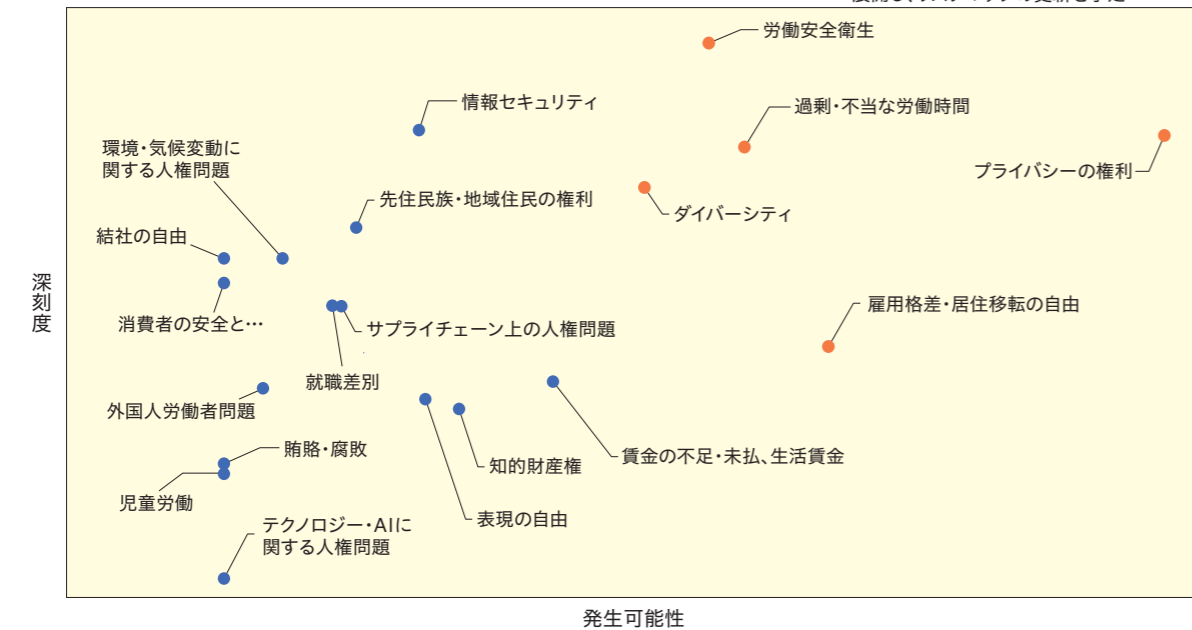 労働安全衛生
情報セキュリティ
過剰・不当な労働時間
環境・気候変動に
関する人権問題
プライバシーの権利
先住民族・地域住民の権利
ダイバーシティ
結社の自由
深刻度
雇用格差・居住移転の自由
消費者の安全と…
サプライチェーン上の人権問題
就職差別
外国人労働者問題
賄賂・腐敗
賃金の不足・未払、生活賃金
知的財産権
児童労働
表現の自由
テクノロジー・AIに
関する人権問題
発生可能性